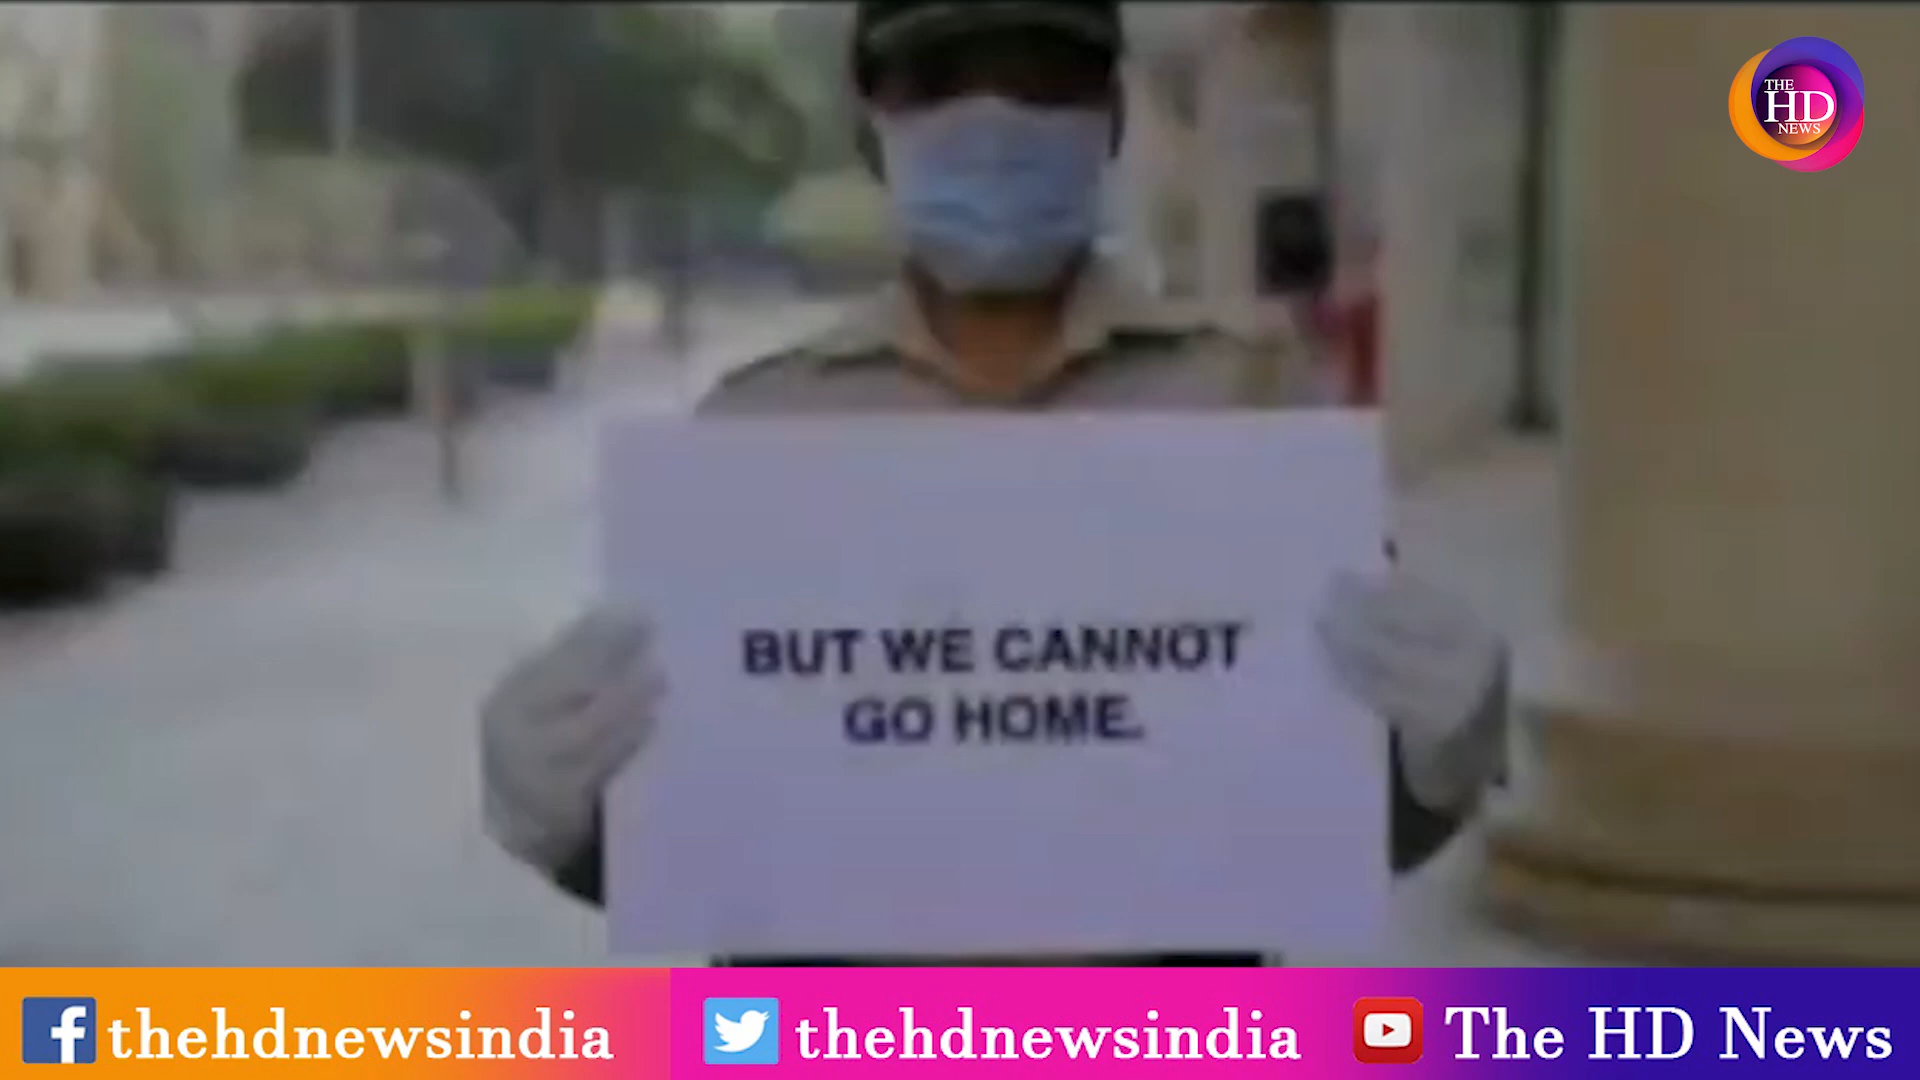 THE
HD
NEWS
BUT WE CANNOT
GO HOME.
thehdnewsindia
thehdnewsindia
The HD News